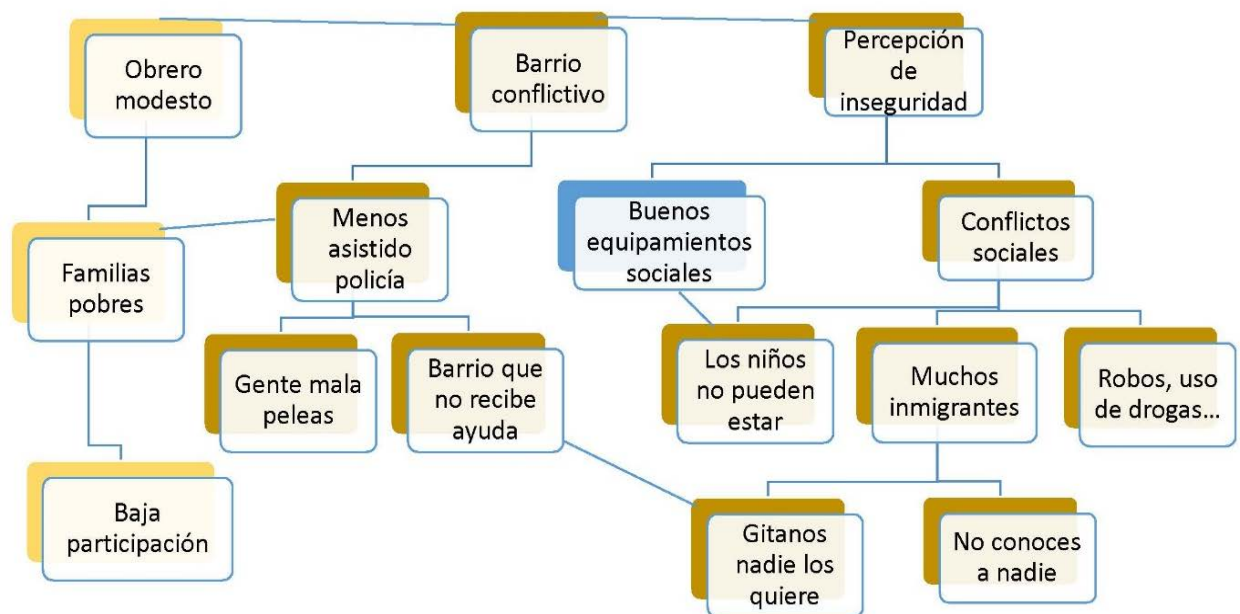 Obrero
modesto
Barrio
conflictivo
Percepción
de
inseguridad
Menos
asistido
policía
Buenos
equipamientos
sociales
Conflictos
sociales
Familias
pobres
Gente mala
peleas
Barrio que
no recibe
ayuda
Los niños
no pueden
estar
Muchos
inmigrantes
Robos, uso
de drogas...
Baja
participación
Gitanos
nadie los
quiere
No conoces
a nadie